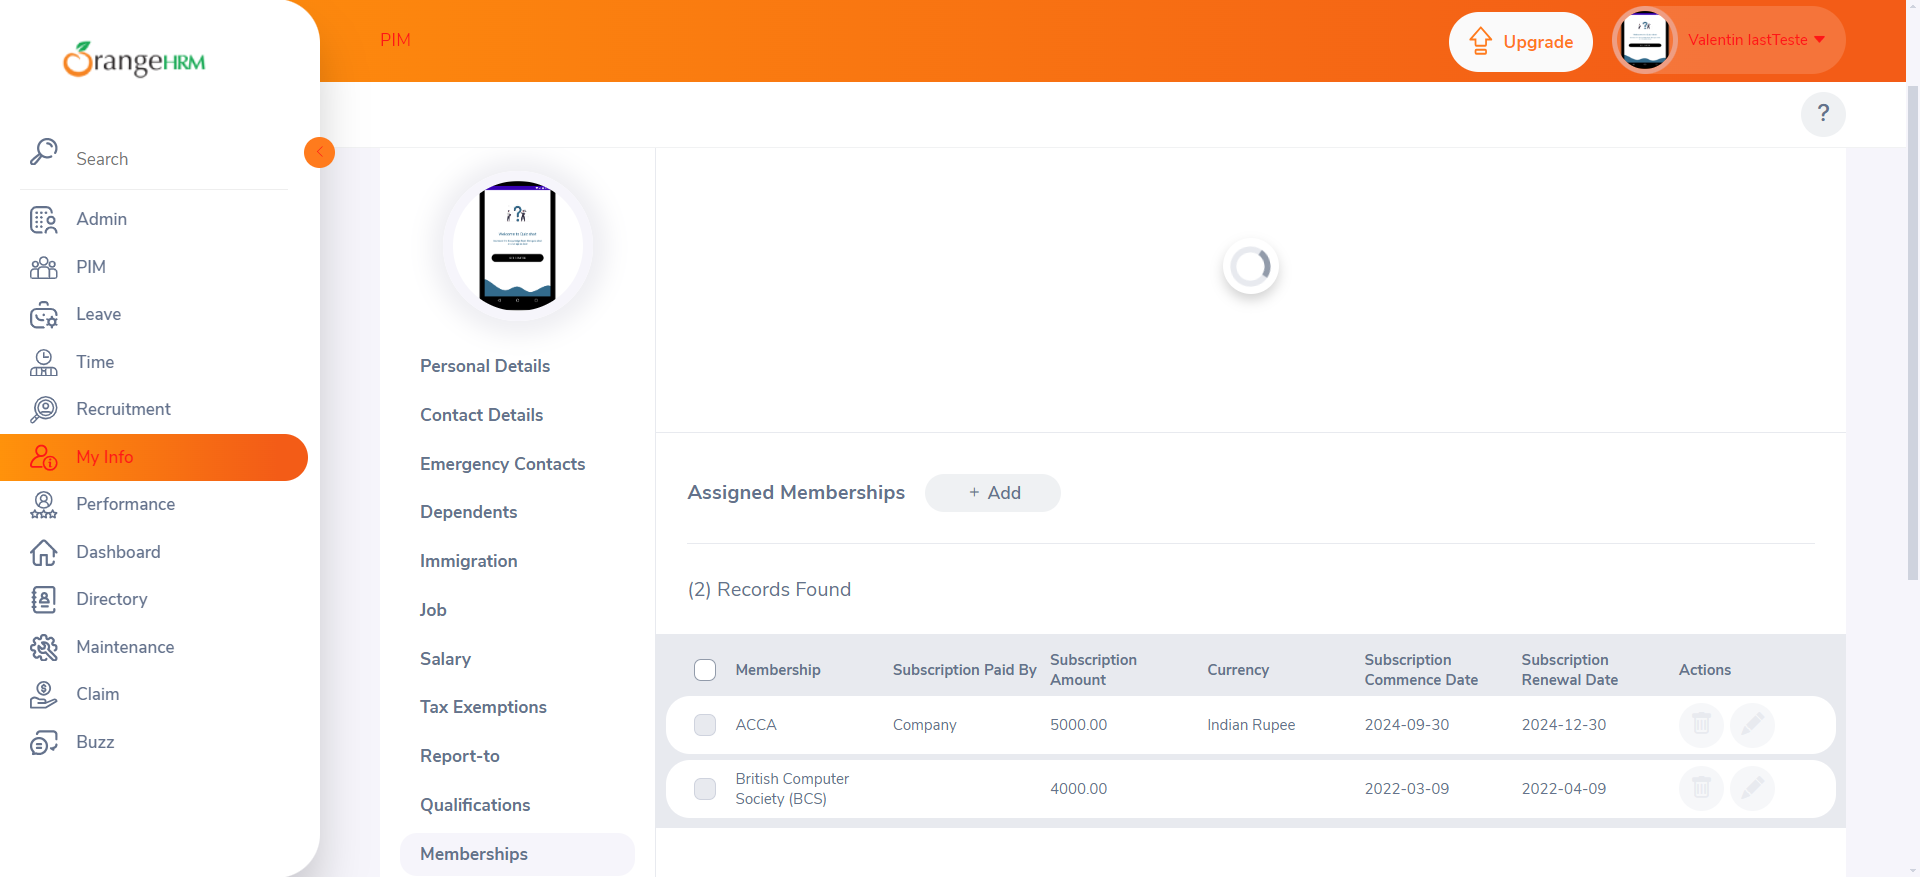 OrangeHRM
PIM
Upgrade
Valentin lastTeste
?
Search
Admin
PIM
Leave
Time
Recruitment
My Info
Performance
Dashboard
Directory
Maintenance
Claim
Buzz
Personal Details
Contact Details
Emergency Contacts
Dependents
Immigration
Job
Salary
Tax Exemptions
Report-to
Qualifications
Memberships
Assigned Memberships
+ Add
(2) Records Found
Membership
Subscription Paid By
Subscription
Amount
Currency
Subscription
Commence Date
Subscription
Renewal Date
Actions
ACCA Company 5000.00 Indian Rupee 2024-09-30 2024-12-30
British Computer
Society (BCS)
4000.00 2022-03-09 2022-04-09